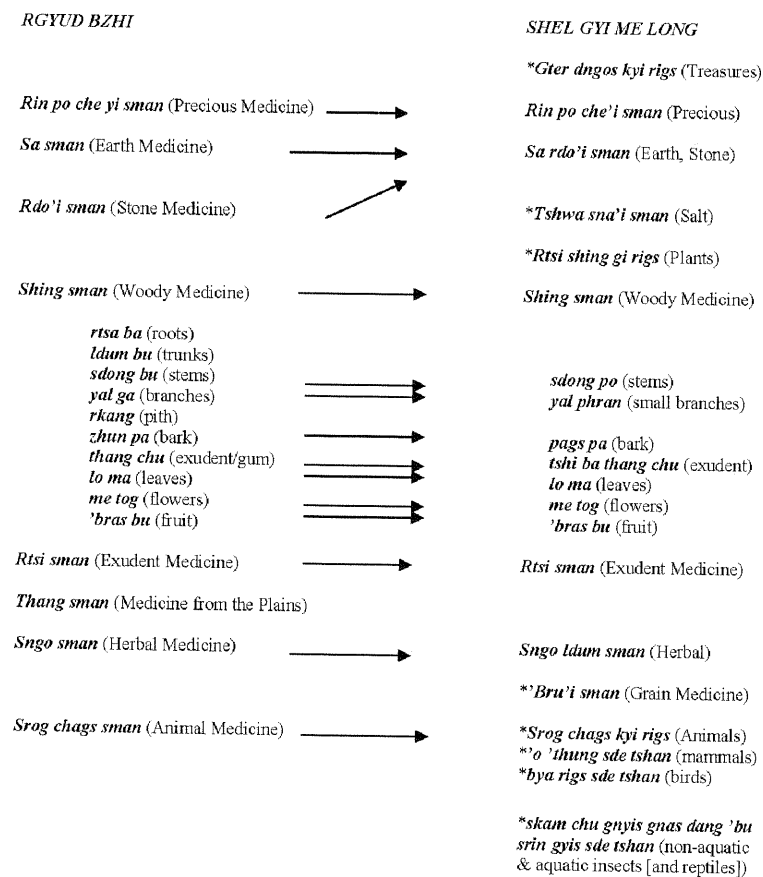 RGYUD BZHI
SHEL GYI ME LONG
*Gter dngos kyi rigs (Treasures)
Rin po che yi sman (Precious Medicine)
Rin po che'i sman (Precious)
Sa sman (Earth Medicine)
Sa rdo'i sman (Earth, Stone)
Rdo'i sman (Stone Medicine)
*Tshwa sna'i sman (Salt)
*Rtsi shing gi rigs (Plants)
Shing sman (Woody Medicine)
Shing sman (Woody Medicine)
rtsa ba (roots)
ldum bu (trunks)
sdong bu (stems)
sdong po (stems)
yal ga (branches)
yal phran (small branches)
rkang (pith)
zhun pa (bark)
pags pa (bark)
thang chu (exudent/gum)
tshi ba thang chu (exudent)
lo ma (leaves)
lo ma (leaves)
me tog (flowers)
me tog (flowers)
'bras bu (fruit)
'bras bu (fruit)
Rtsi sman (Exudent Medicine)
Rtsi sman (Exudent Medicine)
Thang sman (Medicine from the Plains)
Sngo sman (Herbal Medicine)
Sngo ldum sman (Herbal)
*'Bru'i sman (Grain Medicine)
Srog chags sman (Animal Medicine)
*Srog chags kyi rigs (Animals)
*'o 'thung sde tshan (mammals)
*bya rigs sde tshan (birds)
*skam chu gnyis gnas dang 'bu
srin gyis sde tshan (non-aquatic
& aquatic insects [and reptiles])